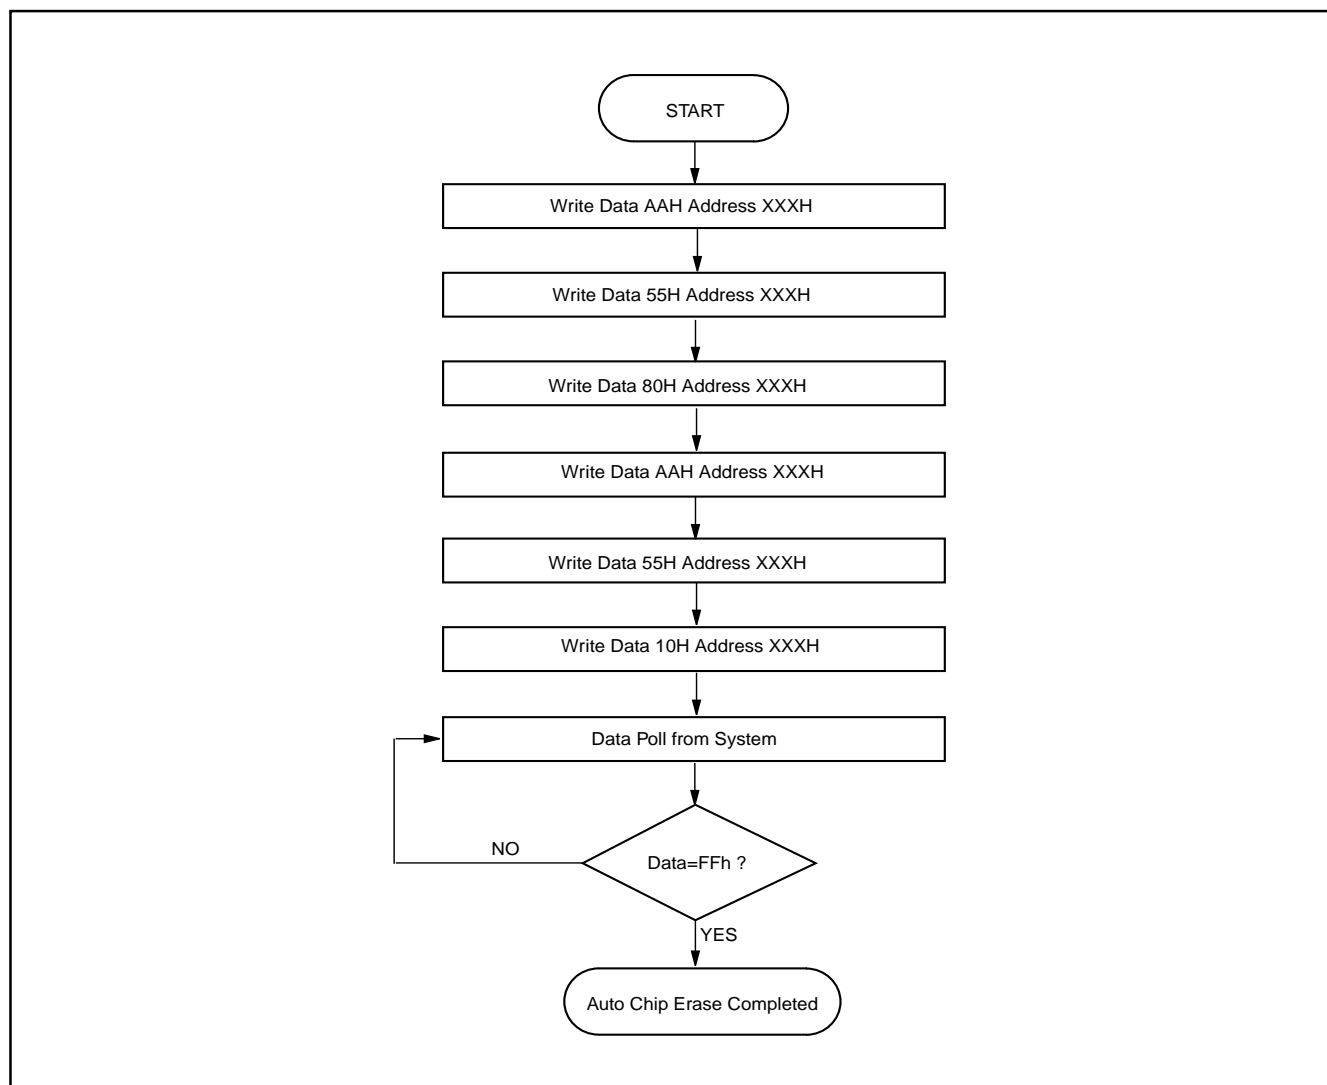 START
Write Data AAH Address XXXH
Write Data 55H Address XXXH
Write Data 80H Address XXXH
Write Data AAH Address XXXH
Write Data 55H Address XXXH
Write Data 10H Address XXXH
Data Poll from System
NO
Data=FFh ?
YES
Auto Chip Erase Completed